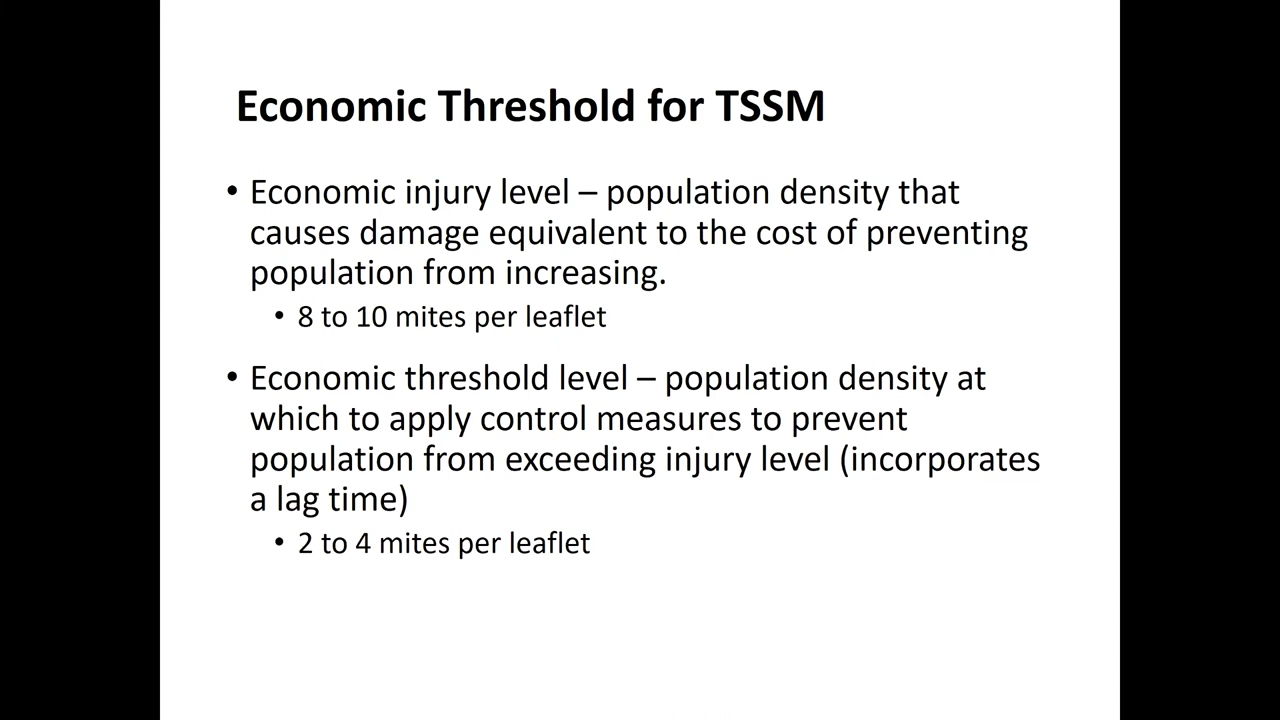 Economic Threshold for TSSM
• Economic injury level – population density that
causes damage equivalent to the cost of preventing
population from increasing.
• 8 to 10 mites per leaflet
• Economic threshold level – population density at
which to apply control measures to prevent
population from exceeding injury level (incorporates
a lag time)
• 2 to 4 mites per leaflet